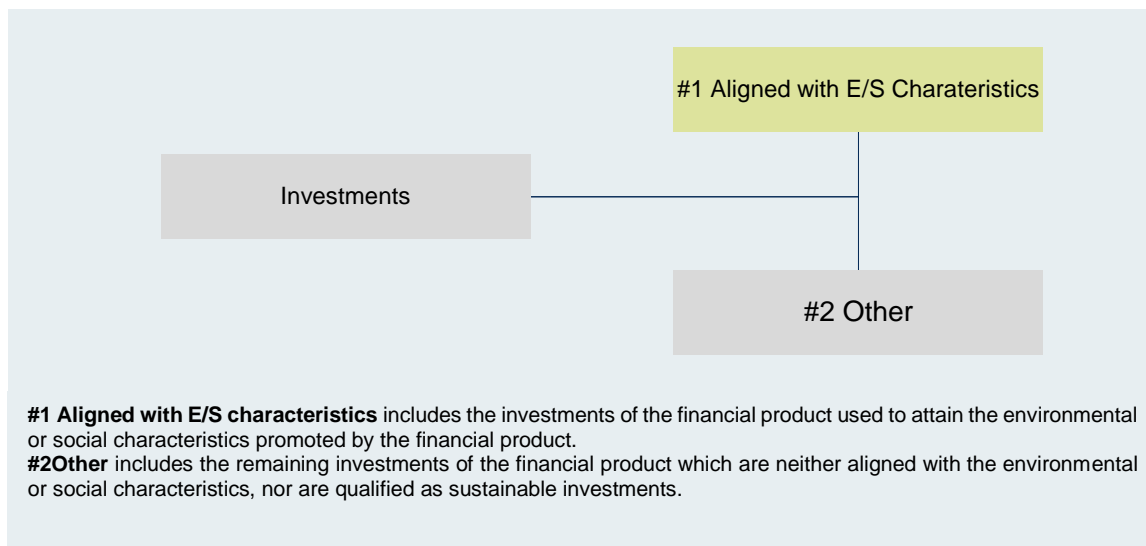 #1 Aligned with E/S Charateristics
Investments
#2 Other
#1 Aligned with E/S characteristics includes the investments of the financial product used to attain the environmental
or social characteristics promoted by the financial product.
#2Other includes the remaining investments of the financial product which are neither aligned with the environmental
or social characteristics, nor are qualified as sustainable investments.